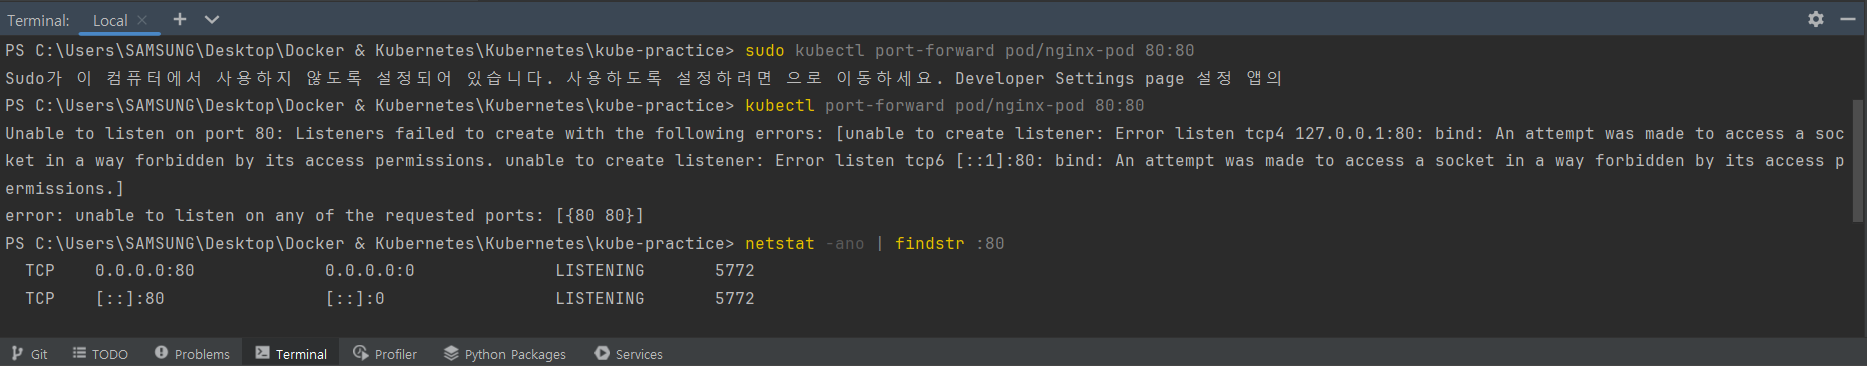 Terminal: Local
PS C:\Users\SAMSUNG\Desktop\Docker & Kubernetes\Kubernetes\kube-practice> sudo kubectl port-forward pod/nginx-pod 80:80
Sudo가 이 컴퓨터에서 사용하지 않도록 설정되어 있습니다. 사용하도록 설정하려면 으로 이동하세요. Developer Settings page 설정 앱의
PS C:\Users\SAMSUNG\Desktop\Docker & Kubernetes\Kubernetes\kube-practice> kubectl port-forward pod/nginx-pod 80:80
Unable to listen on port 80: Listeners failed to create with the following errors: [unable to create listener: Error listen tcp4 127.0.0.1:80: bind: An attempt was made to access a soc
ket in a way forbidden by its access permissions. unable to create listener: Error listen tcp6 [::1]:80: bind: An attempt was made to access a socket in a way forbidden by its access p
ermissions.]
error: unable to listen on any of the requested ports: [{80 80}]
PS C:\Users\SAMSUNG\Desktop\Docker & Kubernetes\Kubernetes\kube-practice> netstat -ano | findstr :80
TCP 0.0.0.0:80 0.0.0.0:0 LISTENING 5772
TCP [::]:80 [::]:0 LISTENING 5772
Git TODO Problems Terminal Profiler Python Packages Services